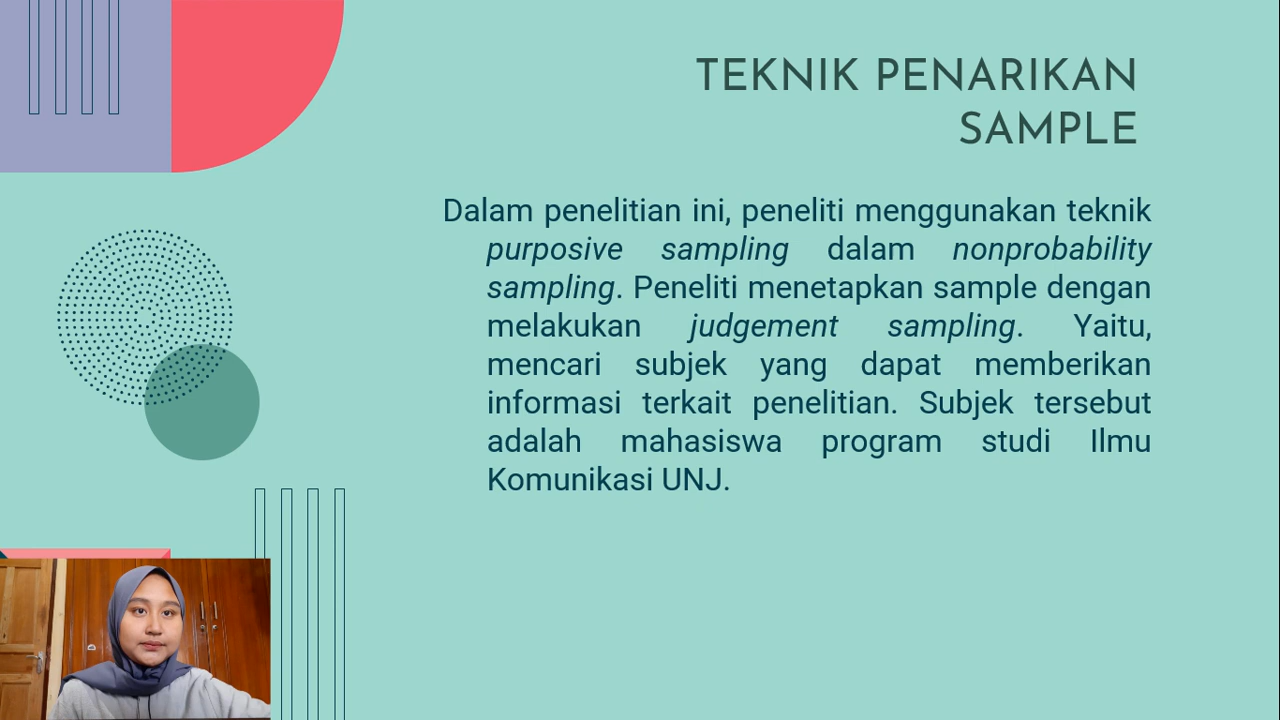 TEKNIK PENARIKAN
SAMPLE
Dalam penelitian ini, peneliti menggunakan teknik
purposive sampling dalam nonprobability
sampling. Peneliti menetapkan sample dengan
melakukan judgement sampling. Yaitu,
mencari subjek yang dapat memberikan
informasi terkait penelitian. Subjek tersebut
adalah mahasiswa program studi Ilmu
Komunikasi UNJ.